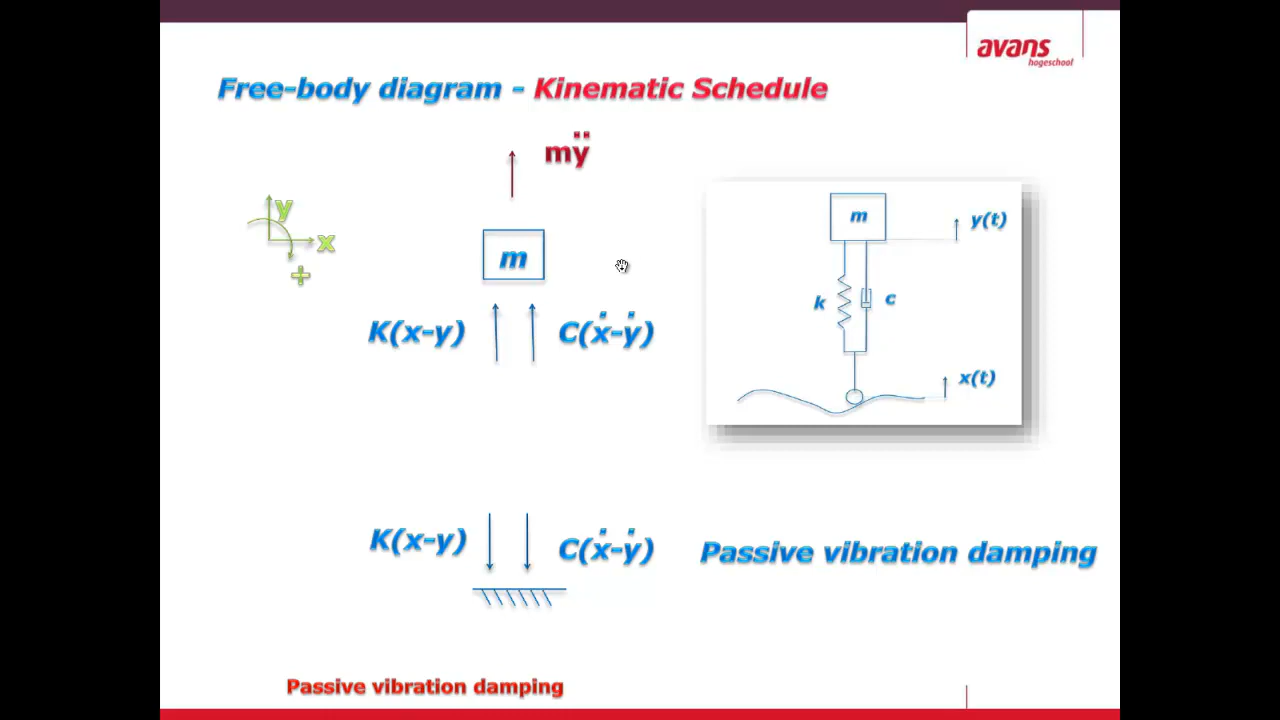 avans
hogeschool
Free-body diagram - Kinematic Schedule
mÿ
y
x
+
m
K(x-y)
C(ẋ-ẏ)
m
y(t)
k
c
x(t)
K(x-y)
C(ẋ-ẏ)
Passive vibration damping
Passive vibration damping